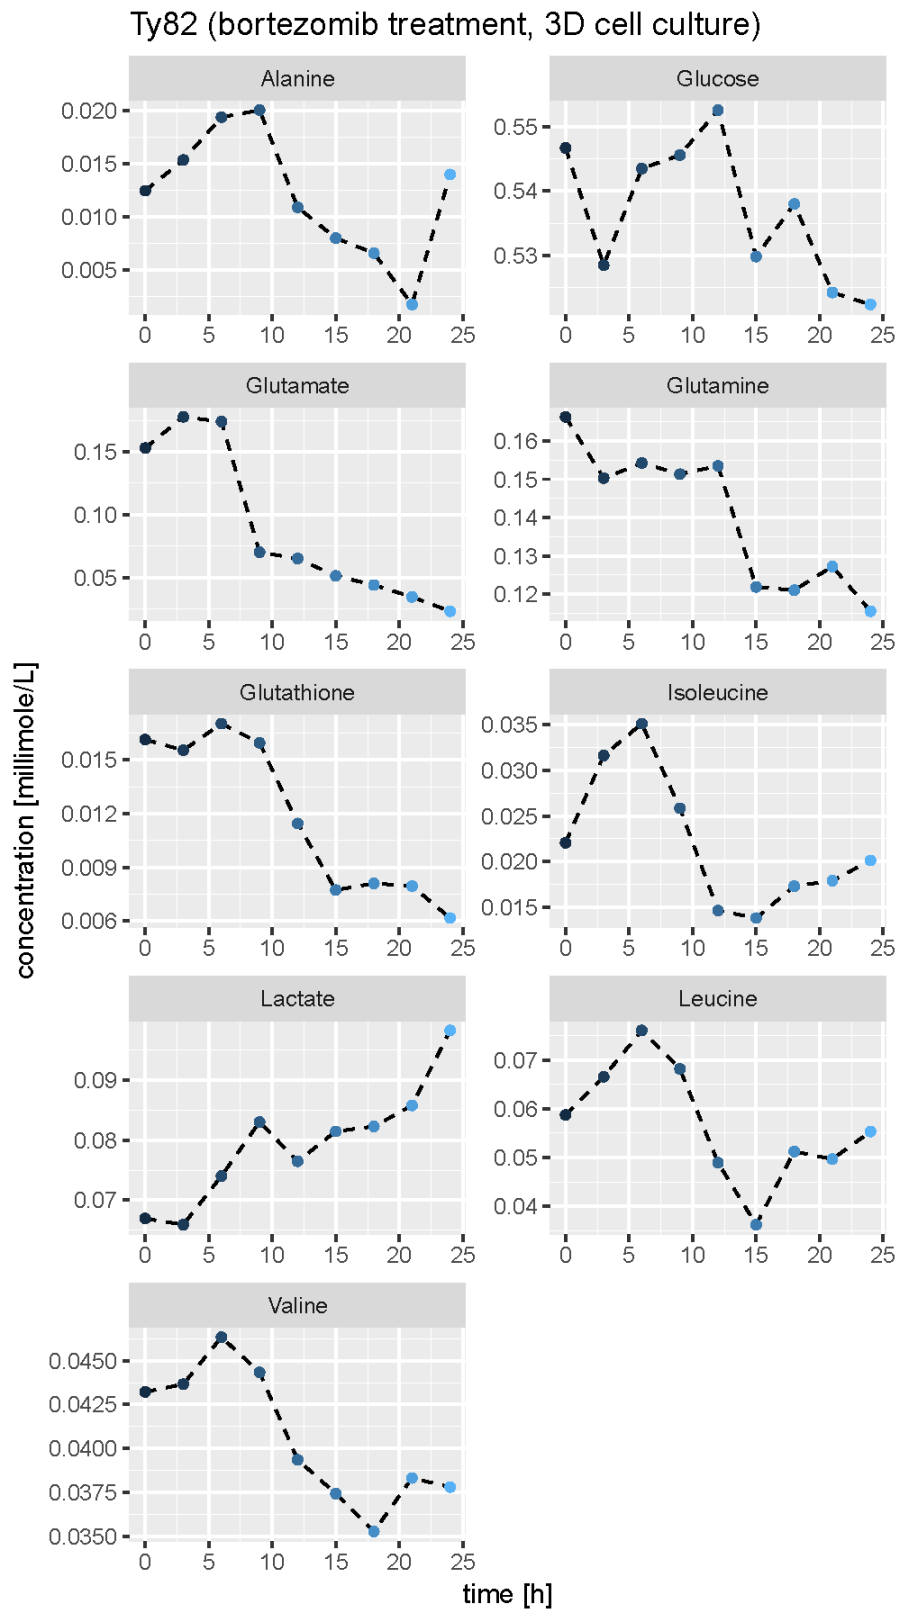 Ty82 (bortezomib treatment, 3D cell culture)
Alanine
0.020
0.015
0.010
0.005
0 5 10 15 20 25
Glucose
0.55
0.54
0.53
0 5 10 15 20 25
Glutamate
0.15
0.10
0.05
0 5 10 15 20 25
Glutamine
0.16
0.15
0.14
0.13
0.12
0 5 10 15 20 25
concentration [millimole/L]
Glutathione
0.015
0.012
0.009
0.006
0 5 10 15 20 25
Isoleucine
0.035
0.030
0.025
0.020
0.015
0 5 10 15 20 25
Lactate
0.09
0.08
0.07
0 5 10 15 20 25
Leucine
0.07
0.06
0.05
0.04
0 5 10 15 20 25
Valine
0.0450
0.0425
0.0400
0.0375
0.0350
0 5 10 15 20 25
time [h]